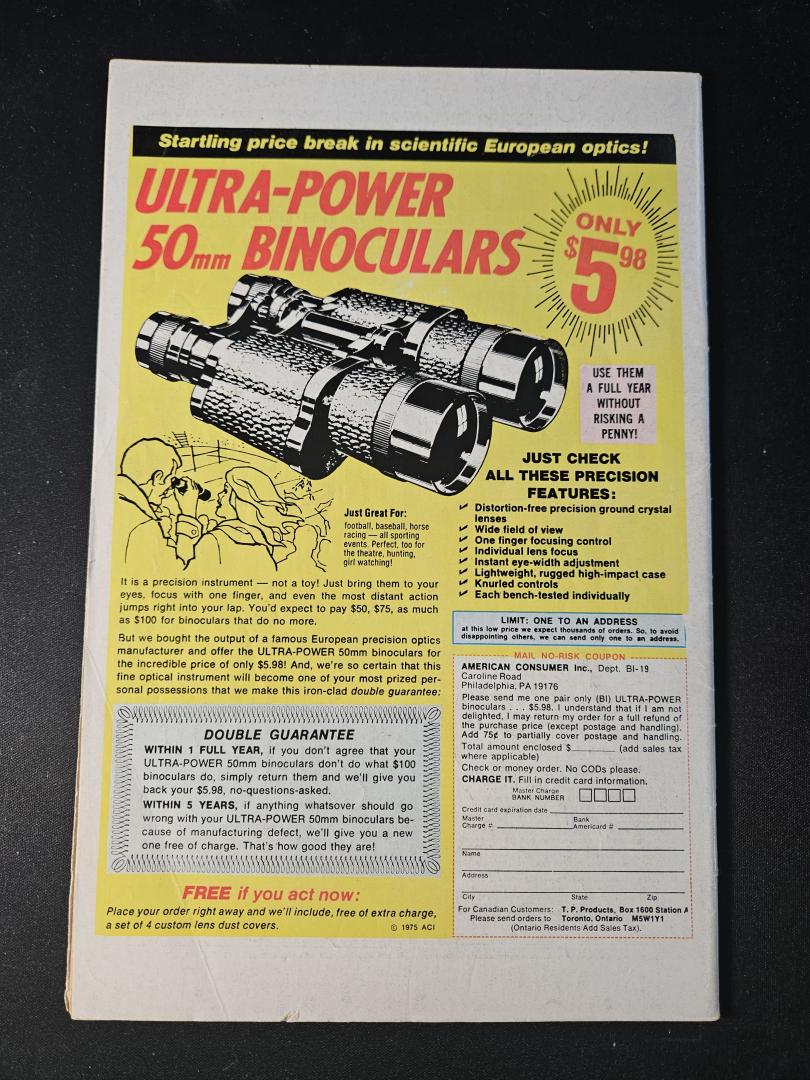 Startling price break in scientific European optics!
ULTRA-POWER
50mm BINOCULARS
ONLY
$5.98
USE THEM
A FULL YEAR
WITHOUT
RISKING A
PENNY!
JUST CHECK
ALL THESE PRECISION
FEATURES:
Distortion-free precision ground crystal
lenses
Wide field of view
One finger focusing control
Individual lens focus
Instant eye-width adjustment
Lightweight, rugged high-impact case
Knurled controls
Each bench-tested individually
Just Great For:
football, baseball, horse
racing — all sporting
events. Perfect, too for
the theatre, hunting,
girl watching!
It is a precision instrument — not a toy! Just bring them to your
eyes, focus with one finger, and even the most distant action
jumps right into your lap. You'd expect to pay $50, $75, as much
as $100 for binoculars that do no more.
But we bought the output of a famous European precision optics
manufacturer and offer the ULTRA-POWER 50mm binoculars for
the incredible price of only $5.98! And, we're so certain that this
fine optical instrument will become one of your most prized per-
sonal possessions that we make this iron-clad double guarantee:
DOUBLE GUARANTEE
WITHIN 1 FULL YEAR, if you don't agree that your
ULTRA-POWER 50mm binoculars don't do what $100
binoculars do, simply return them and we'll give you
back your $5.98, no-questions-asked.
WITHIN 5 YEARS, if anything whatsover should go
wrong with your ULTRA-POWER 50mm binoculars be-
cause of manufacturing defect, we'll give you a new
one free of charge. That's how good they are!
FREE if you act now:
Place your order right away and we'll include, free of extra charge,
a set of 4 custom lens dust covers.
© 1975 ACI
LIMIT: ONE TO AN ADDRESS
at this low price we expect thousands of orders. So, to avoid
disappointing others, we can send only one to an address.
MAIL NO-RISK COUPON
AMERICAN CONSUMER Inc., Dept. BI-19
Caroline Road
Philadelphia, PA 19176
Please send me one pair only (BI) ULTRA-POWER
binoculars . . . $5.98. I understand that if I am not
delighted, I may return my order for a full refund of
the purchase price (except postage and handling).
Add 75¢ to partially cover postage and handling.
Total amount enclosed $______ (add sales tax
where applicable)
Check or money order. No CODs please.
CHARGE IT. Fill in credit card information.
Master Charge
BANK NUMBER
Credit card expiration date
Master Bank
Charge # Americard #
Name
Address
City State Zip
For Canadian Customers: T. P. Products, Box 1600 Station A
Please send orders to Toronto, Ontario M5W1Y1
(Ontario Residents Add Sales Tax).